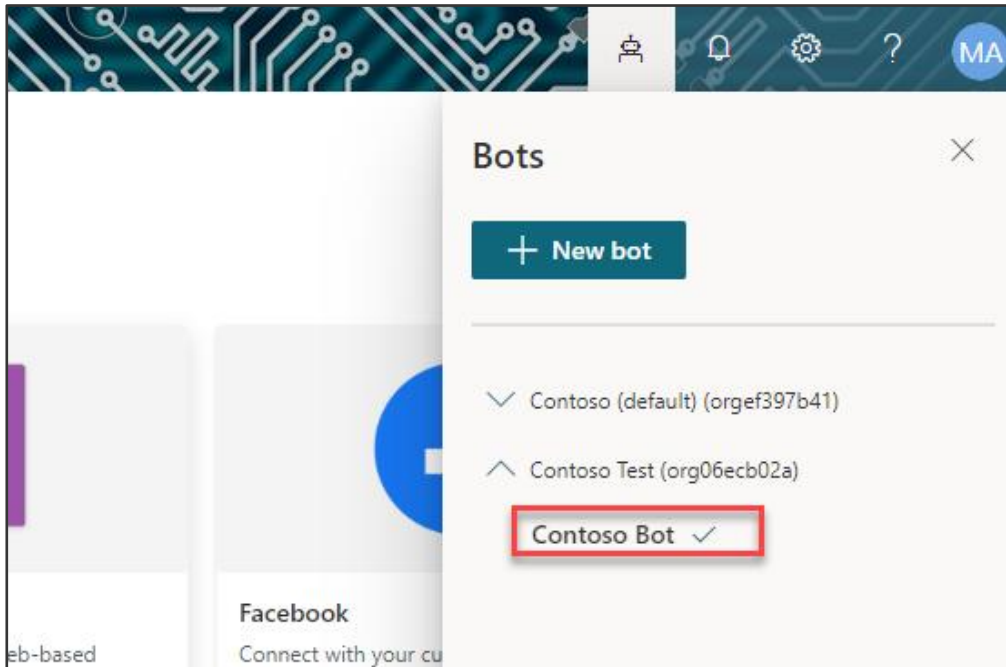 MA
Bots
New bot
Contoso (default) (orgef397b41)
Contoso Test (org06ecb02a)
Contoso Bot
Facebook
eb-based
Connect with your cu